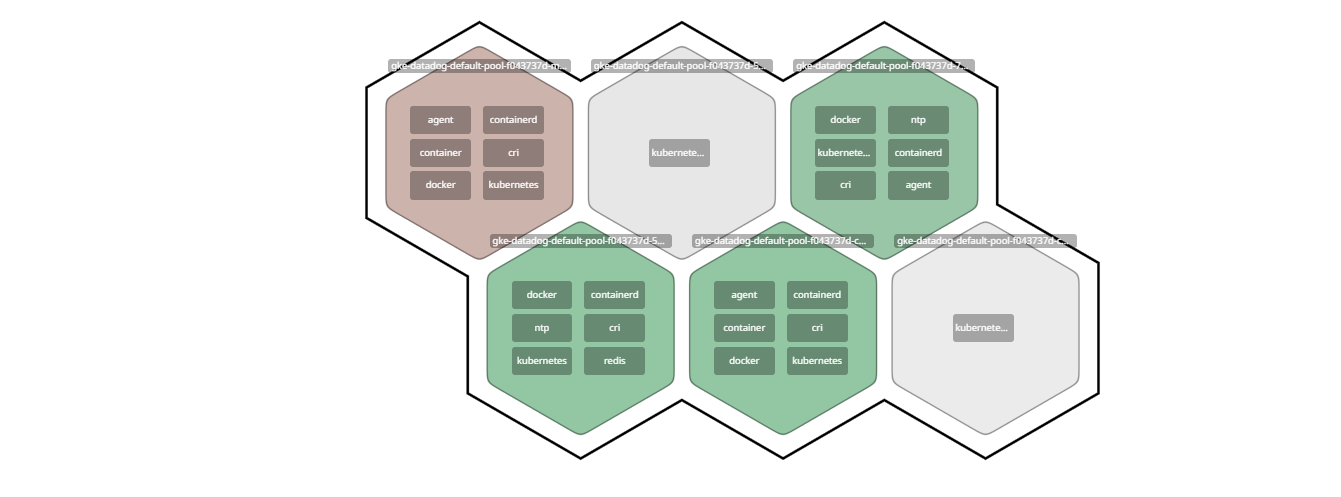 gke-datadog-default-pool-f043737d-m...
gke-datadog-default-pool-f043737d-5...
gke-datadog-default-pool-f043737d-7...
agent
containerd
container
cri
docker
kubernetes
kubernete...
docker
ntp
kubernete...
containerd
cri
agent
gke-datadog-default-pool-f043737d-5...
gke-datadog-default-pool-f043737d-c...
gke-datadog-default-pool-f043737d-c...
docker
containerd
ntp
cri
kubernetes
redis
agent
containerd
container
cri
docker
kubernetes
kubernete...